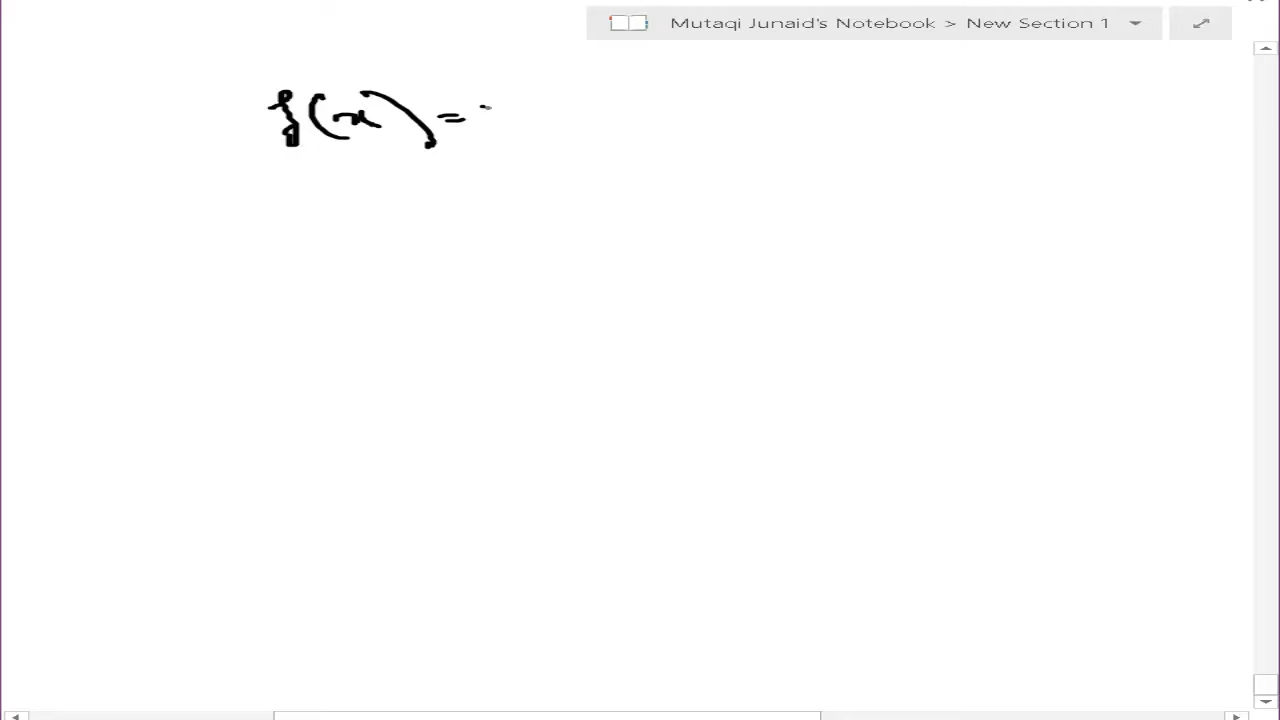 Mutaqi Junaid's Notebook > New Section 1
f(x) =